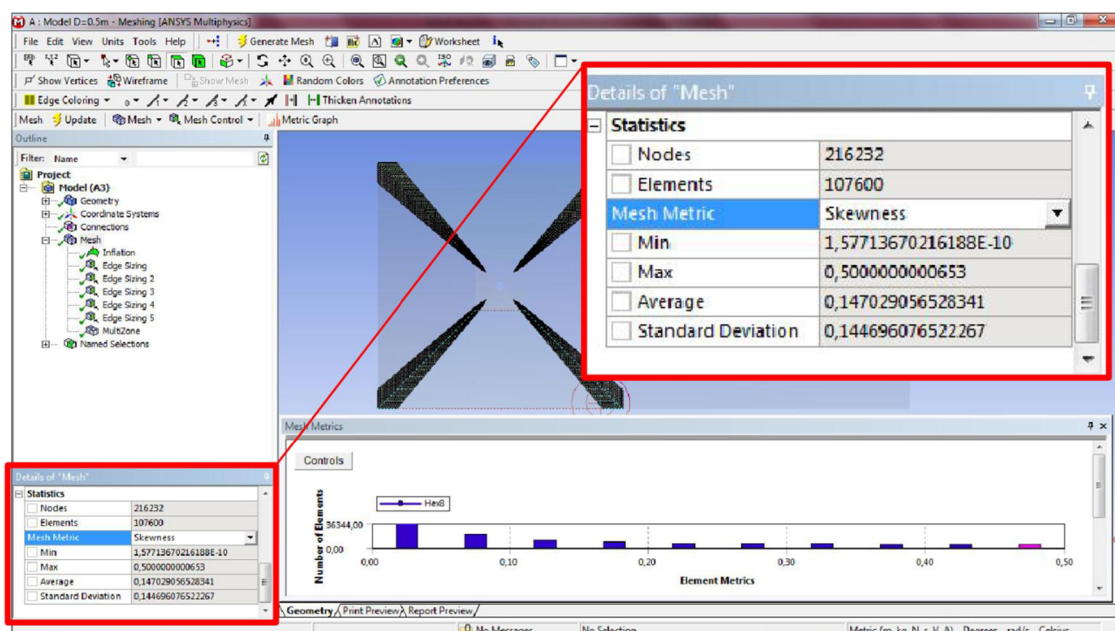 A : Model D=0.5m - Meshing [ANSYS Multiphysics]
File Edit View Units Tools Help Generate Mesh Worksheet
Show Vertices Wireframe Show Mesh Random Colors Annotation Preferences
Edge Coloring Thicken Annotations
Mesh Update Mesh Mesh Control Metric Graph
Outline
Filter: Name
Project
Model (A3)
Geometry
Coordinate Systems
Connections
Mesh
Inflation
Edge Sizing
Edge Sizing 2
Edge Sizing 3
Edge Sizing 4
Edge Sizing 5
MultiZone
Named Selections
Details of "Mesh"
Statistics
Nodes 216232
Elements 107600
Mesh Metric Skewness
Min 1,57713670216188E-10
Max 0,5000000000653
Average 0,147029056528341
Standard Deviation 0,144696076522267
Details of "Mesh"
Statistics
Nodes 216232
Elements 107600
Mesh Metric Skewness
Min 1,57713670216188E-10
Max 0,5000000000653
Average 0,147029056528341
Standard Deviation 0,144696076522267
Mesh Metrics
Controls
Hex8
Number of Elements
36344,00
0,00
0,00 0,10 0,20 0,30 0,40 0,50
Element Metrics
Geometry Print Preview Report Preview
No Messages No Selection Metric (m, kg, N, s, V, A) Degrees rad/s Celsius